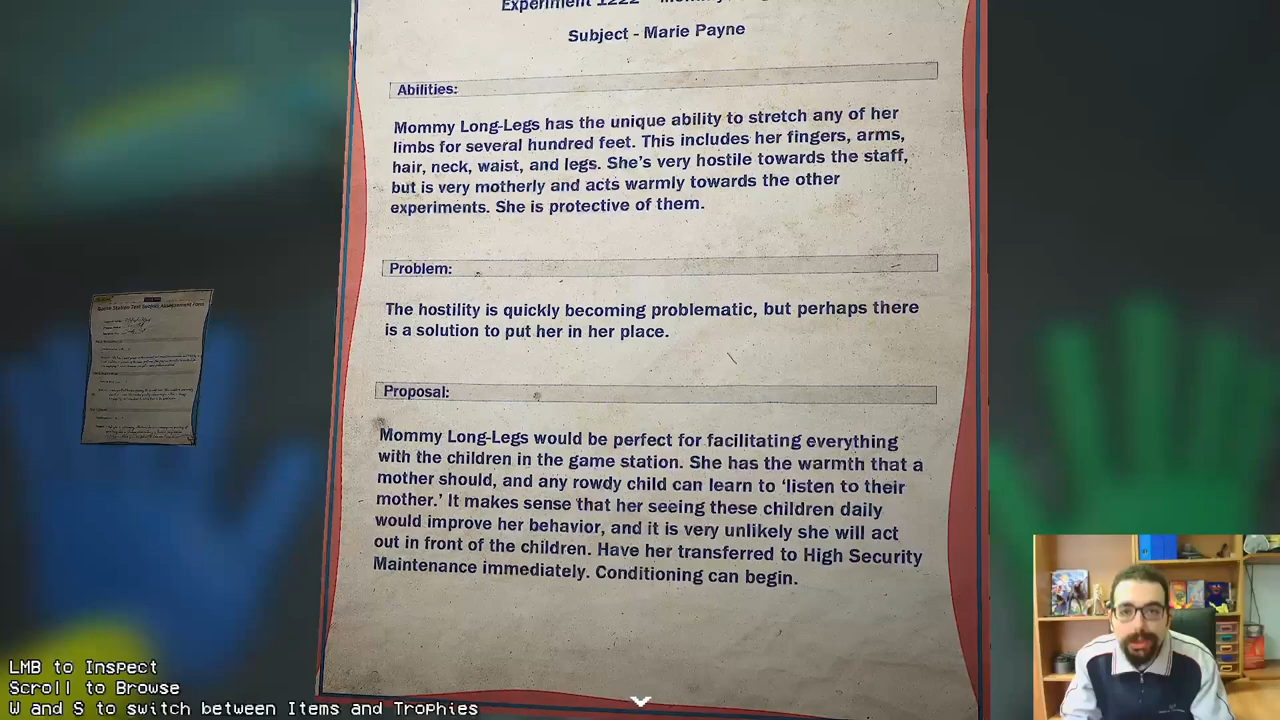 Experiment 1222
Subject - Marie Payne
Abilities:
Mommy Long-Legs has the unique ability to stretch any of her
limbs for several hundred feet. This includes her fingers, arms,
hair, neck, waist, and legs. She's very hostile towards the staff,
but is very motherly and acts warmly towards the other
experiments. She is protective of them.
Problem:
The hostility is quickly becoming problematic, but perhaps there
is a solution to put her in her place.
Proposal:
Mommy Long-Legs would be perfect for facilitating everything
with the children in the game station. She has the warmth that a
mother should, and any rowdy child can learn to 'listen to their
mother.' It makes sense that her seeing these children daily
would improve her behavior, and it is very unlikely she will act
out in front of the children. Have her transferred to High Security
Maintenance immediately. Conditioning can begin.
LMB to Inspect
Scroll to Browse
W and S to switch between Items and Trophies